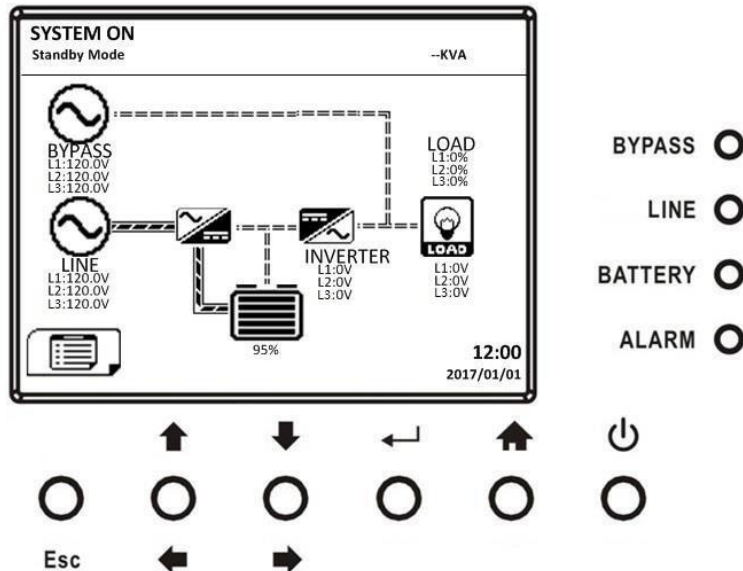 SYSTEM ON
Standby Mode
--KVA
BYPASS
L1:120.0V
L2:120.0V
L3:120.0V
LOAD
L1:0%
L2:0%
L3:0%
LINE
L1:120.0V
L2:120.0V
L3:120.0V
INVERTER
L1:0V
L2:0V
L3:0V
LOAD
L1:0V
L2:0V
L3:0V
95%
12:00
2017/01/01
BYPASS
LINE
BATTERY
ALARM
Esc